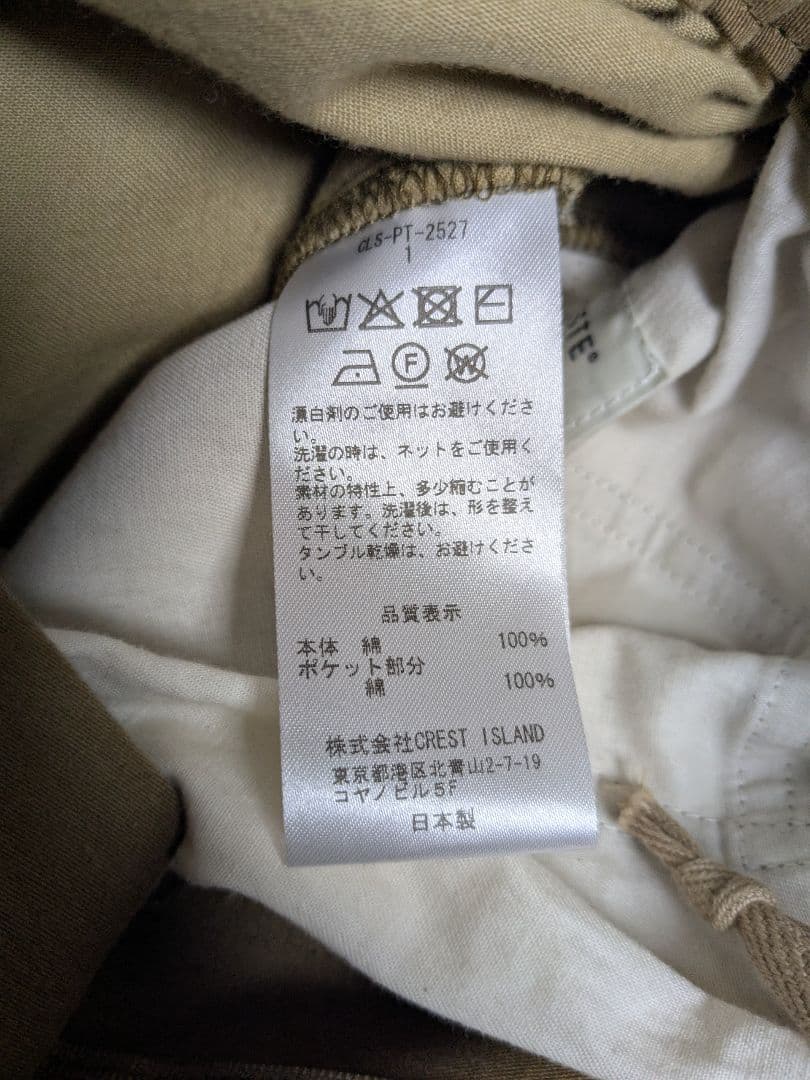 CLS-PT-2527
1
漂白剤のご使用はお避けくださ
い。
洗濯の時は、ネットをご使用く
ださい。
素材の特性上、多少縮むことが
あります。洗濯後は、形を整え
て干してください。
タンブル乾燥は、お避けくださ
い。
品質表示
本体 綿 100%
ポケット部分
綿 100%
株式会社CREST ISLAND
東京都港区北青山2-7-19
コヤノビル5F
日本製
F
W